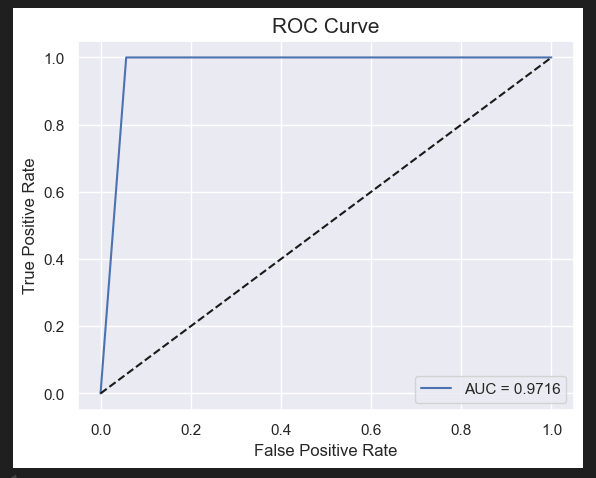 ROC Curve
1.0
0.8
0.6
0.4
0.2
0.0
True Positive Rate
AUC = 0.9716
0.0 0.2 0.4 0.6 0.8 1.0
False Positive Rate